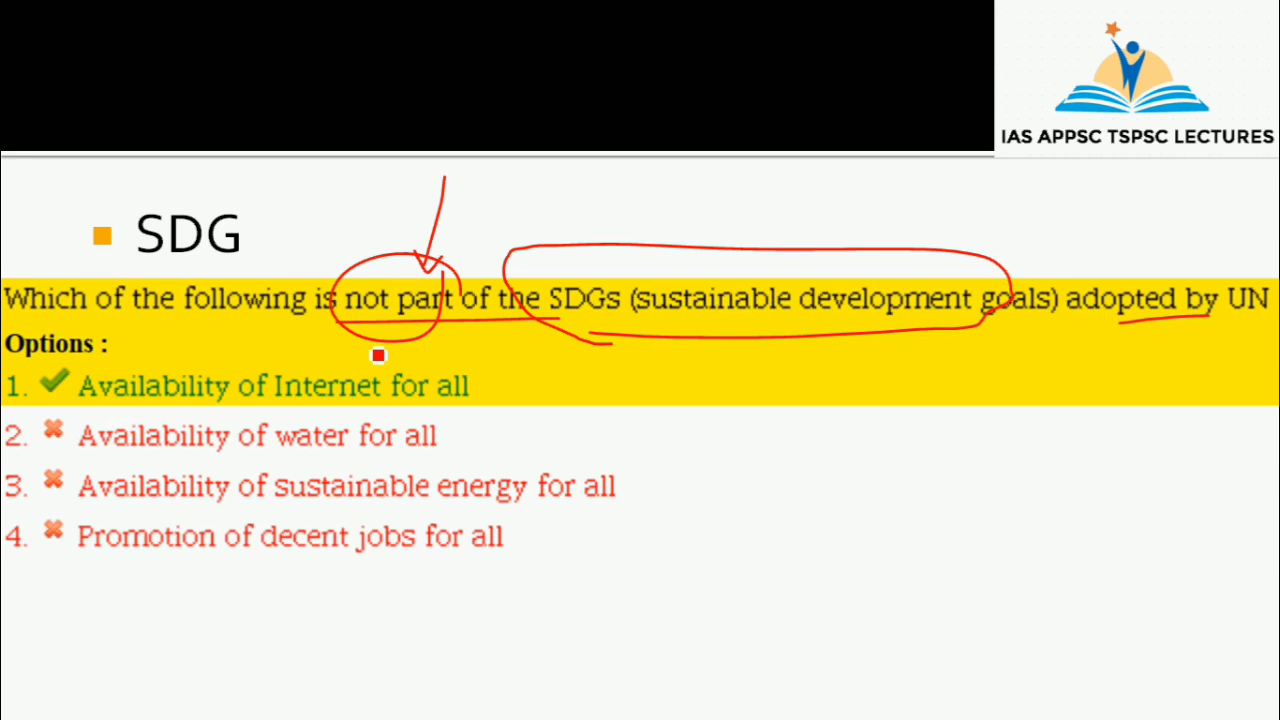 IAS APPSC TSPSC LECTURES
SDG
Which of the following is not part of the SDGs (sustainable development goals) adopted by UN
Options :
1. Availability of Internet for all
2. Availability of water for all
3. Availability of sustainable energy for all
4. Promotion of decent jobs for all